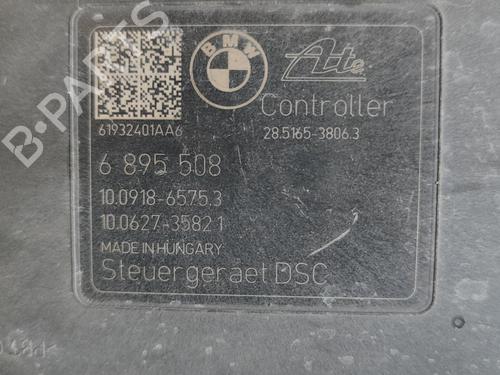 BMW
Ate
Controller
61932401AA6
28.5165-3806.3
6 895 508
10.0918-6575.3
10.0627-3582.1
MADE IN HUNGARY
Steuergeraet DSC
B-PARTS